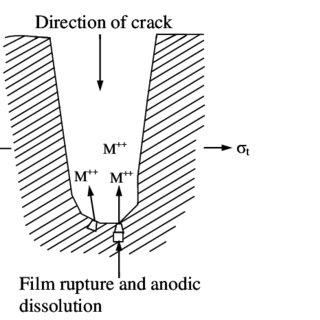 Direction of crack
M⁺⁺
σₜ
M⁺⁺ M⁺⁺
Film rupture and anodic
dissolution